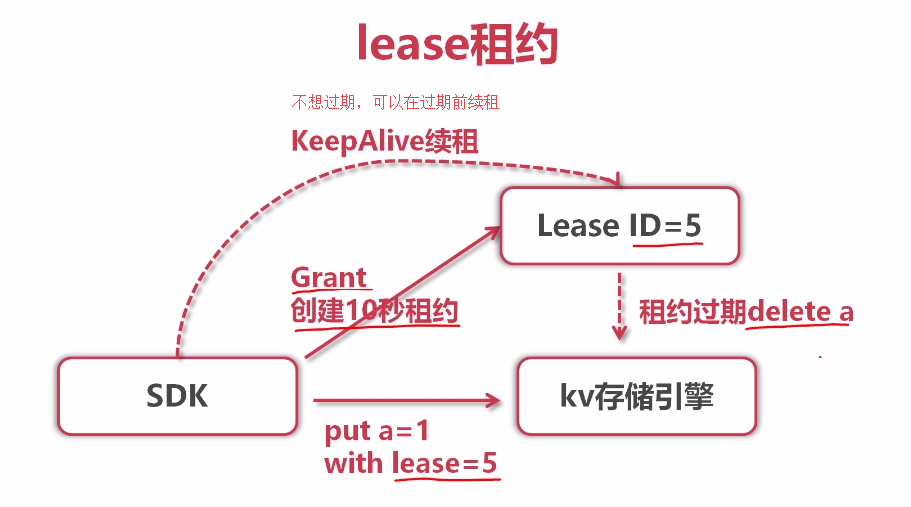 lease租约
不想过期，可以在过期前续租
KeepAlive续租
Lease ID=5
Grant
创建10秒租约
租约过期delete a
SDK
kv存储引擎
put a=1
with lease=5